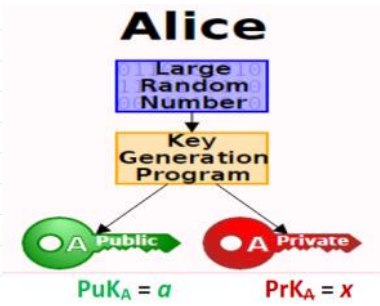 Alice
Large
Random
Number
Key
Generation
Program
A Public
A Private
PuKA = a
PrKA = x